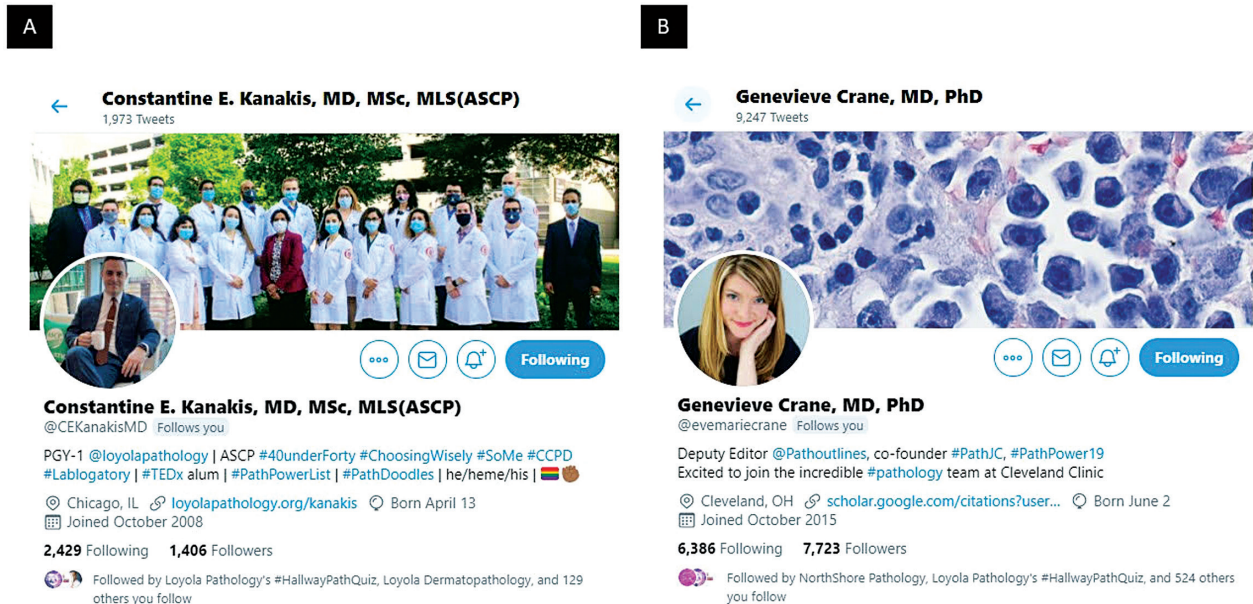 A
Constantine E. Kanakis, MD, MSc, MLS(ASCP)
1,973 Tweets
Following
Constantine E. Kanakis, MD, MSc, MLS(ASCP)
@CEKanakisMD Follows you
PGY-1 @loyolapathology | ASCP #40underForty #ChoosingWisely #SoMe #CCPD
#Lablogatory | #TEDx alum | #PathPowerList | #PathDoodles | he/heme/his |
Chicago, IL loyolapathology.org/kanakis Born April 13
Joined October 2008
2,429 Following 1,406 Followers
Followed by Loyola Pathology's #HallwayPathQuiz, Loyola Dermatopathology, and 129
others you follow
B
Genevieve Crane, MD, PhD
9,247 Tweets
Following
Genevieve Crane, MD, PhD
@evemariecrane Follows you
Deputy Editor @Pathoutlines, co-founder #PathJC, #PathPower19
Excited to join the incredible #pathology team at Cleveland Clinic
Cleveland, OH scholar.google.com/citations?user... Born June 2
Joined October 2015
6,386 Following 7,723 Followers
Followed by NorthShore Pathology, Loyola Pathology's #HallwayPathQuiz, and 524 others
you follow